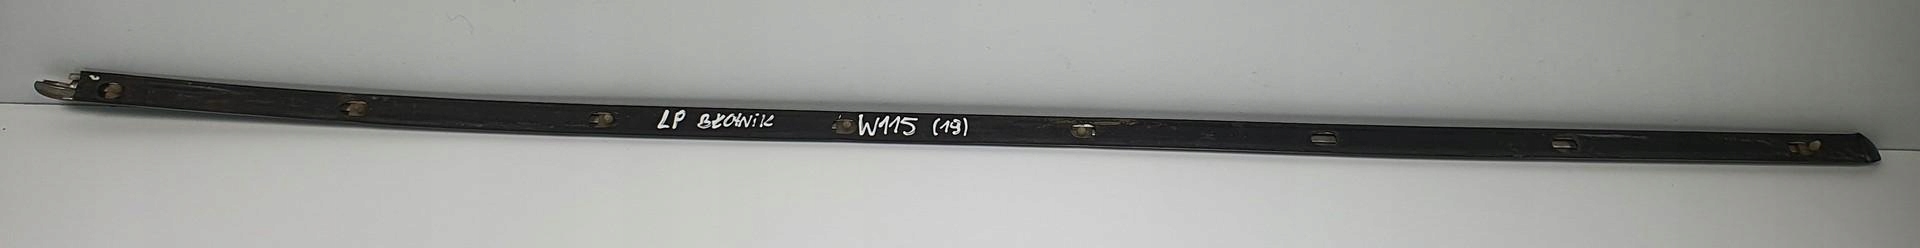 LP BŁOTNIK W115 (19)